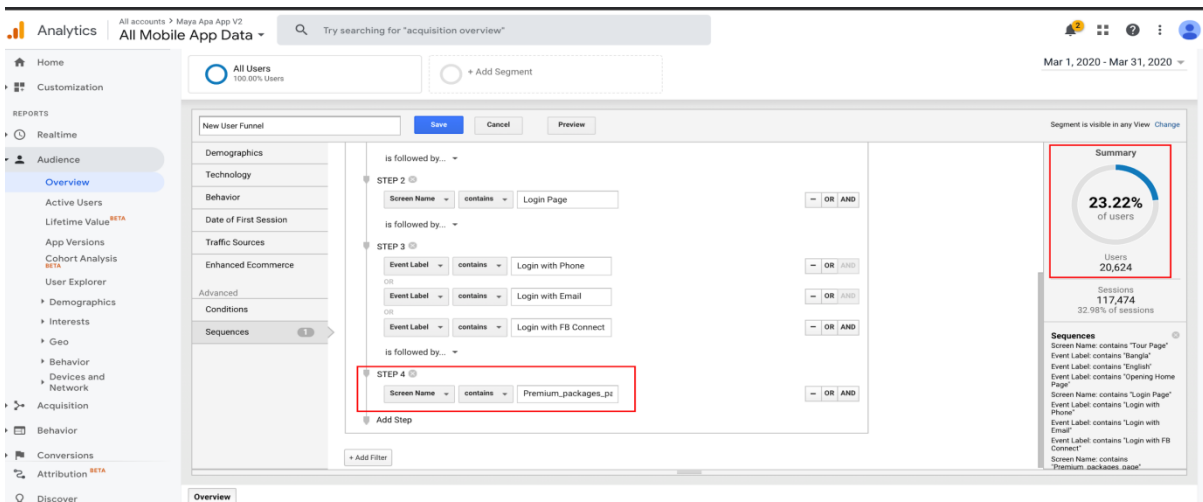 All accounts > Maya Apa App V2
Analytics
All Mobile App Data
Try searching for "acquisition overview"
2
Home
Customization
REPORTS
Realtime
Audience
Overview
Active Users
Lifetime Value BETA
App Versions
Cohort Analysis
BETA
User Explorer
Demographics
Interests
Geo
Behavior
Devices and
Network
Acquisition
Behavior
Conversions
Attribution BETA
Discover
All Users
100.00% Users
+ Add Segment
Mar 1, 2020 - Mar 31, 2020
New User Funnel
Save
Cancel
Preview
Segment is visible in any View Change
Demographics
Technology
Behavior
Date of First Session
Traffic Sources
Enhanced Ecommerce
Advanced
Conditions
Sequences 1
is followed by...
STEP 2
Screen Name contains Login Page - OR AND
is followed by...
STEP 3
Event Label contains Login with Phone - OR AND
OR
Event Label contains Login with Email - OR AND
OR
Event Label contains Login with FB Connect - OR AND
is followed by...
STEP 4
Screen Name contains Premium_packages_pa - OR AND
Add Step
+ Add Filter
Summary
23.22%
of users
Users
20,624
Sessions
117,474
32.98% of sessions
Sequences
Screen Name: contains "Tour Page"
Event Label: contains "Bangla"
Event Label: contains "English"
Event Label: contains "Opening Home
Page"
Screen Name: contains "Login Page"
Event Label: contains "Login with
Phone"
Event Label: contains "Login with
Email"
Event Label: contains "Login with FB
Connect"
Screen Name: contains
"Premium_packages_page"
Overview